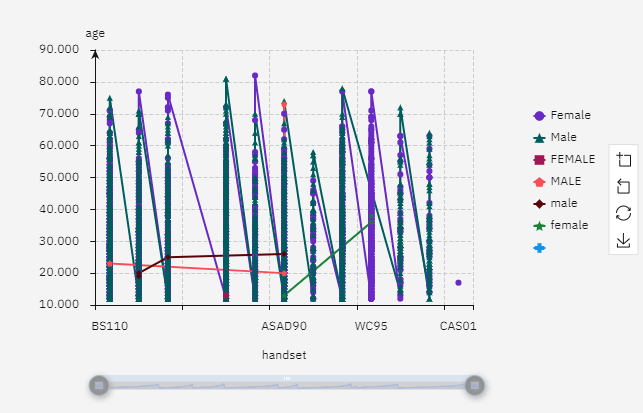 age
90.000
80.000
70.000
60.000
50.000
40.000
30.000
20.000
10.000
BS110 ASAD90 WC95 CAS01
handset
Female
Male
FEMALE
MALE
male
female